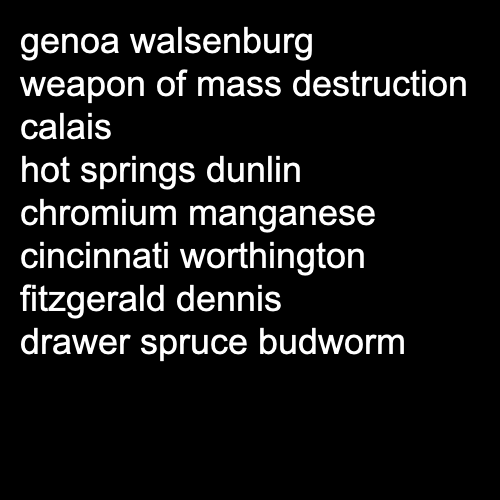 genoa walsenburg
weapon of mass destruction
calais
hot springs dunlin
chromium manganese
cincinnati worthington
fitzgerald dennis
drawer spruce budworm